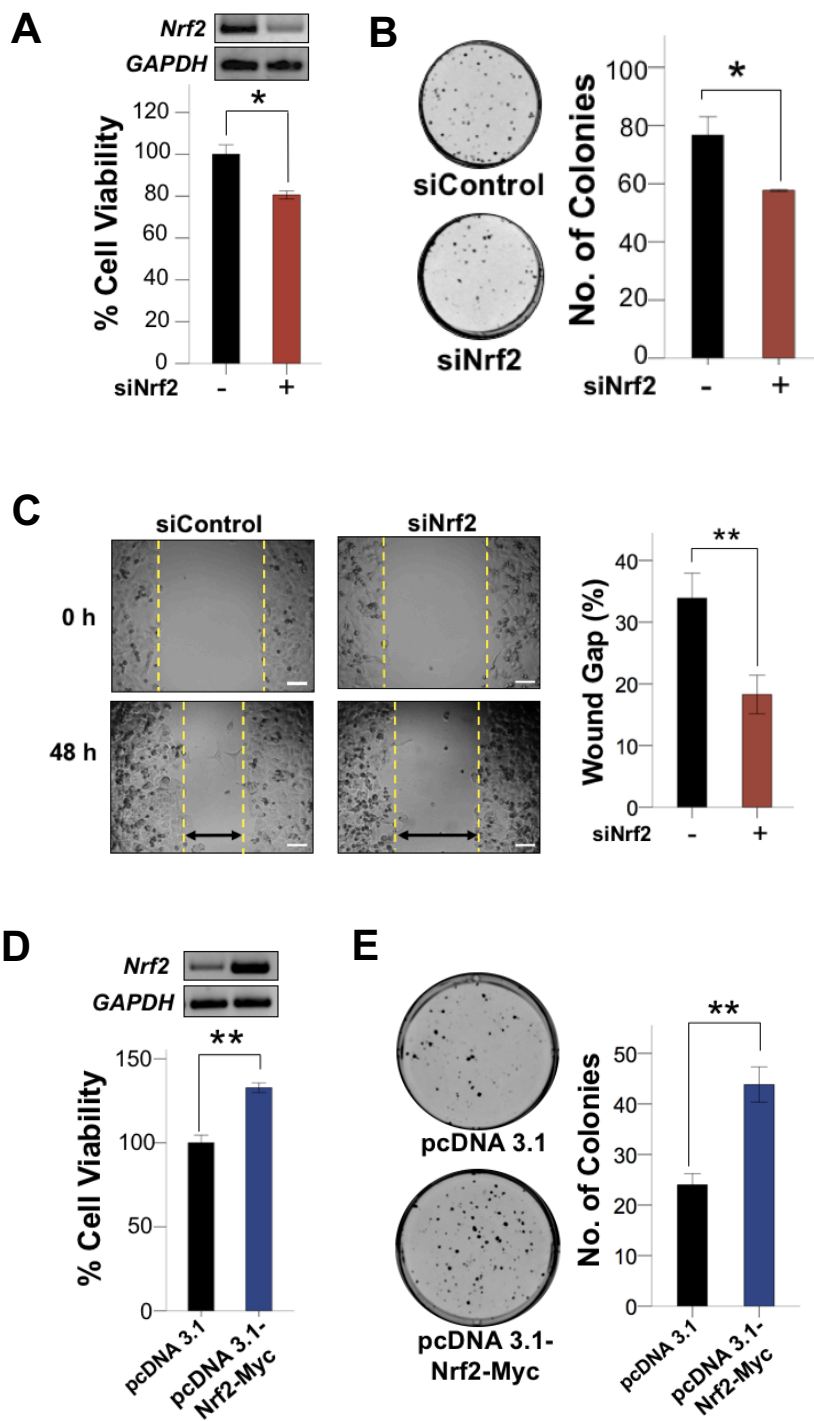 A
Nrf2
GAPDH
*
% Cell Viability
120
100
80
60
40
20
0
siNrf2 - +
B
siControl
siNrf2
*
No. of Colonies
100
80
60
40
20
0
siNrf2 - +
C
siControl siNrf2
0 h
48 h
**
Wound Gap (%)
40
30
20
10
0
siNrf2 - +
D
Nrf2
GAPDH
**
% Cell Viability
150
100
50
0
pcDNA 3.1
pcDNA 3.1-
Nrf2-Myc
E
pcDNA 3.1
pcDNA 3.1-
Nrf2-Myc
**
No. of Colonies
50
40
30
20
10
0
pcDNA 3.1
pcDNA 3.1-
Nrf2-Myc